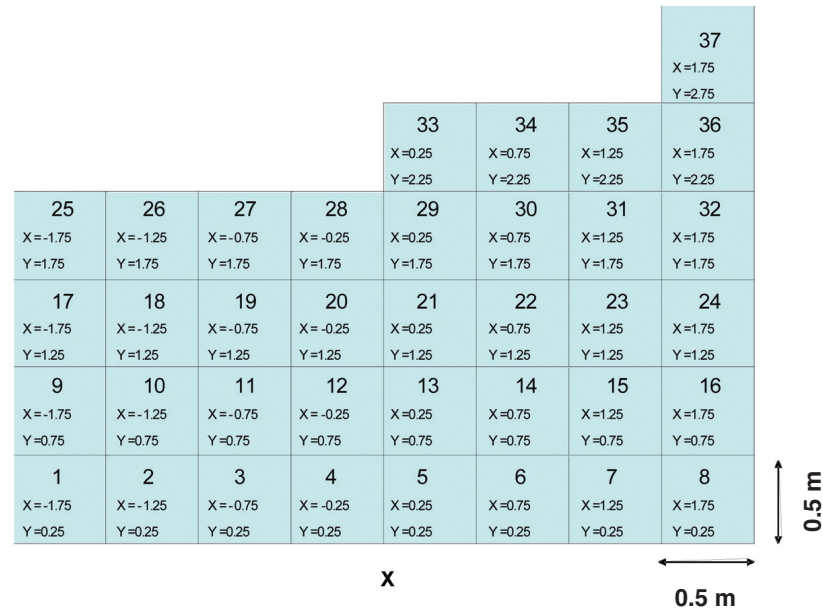 37
X=1.75
Y=2.75
33 34 35 36
X=0.25 X=0.75 X=1.25 X=1.75
Y=2.25 Y=2.25 Y=2.25 Y=2.25
25 26 27 28 29 30 31 32
X=-1.75 X=-1.25 X=-0.75 X=-0.25 X=0.25 X=0.75 X=1.25 X=1.75
Y=1.75 Y=1.75 Y=1.75 Y=1.75 Y=1.75 Y=1.75 Y=1.75 Y=1.75
17 18 19 20 21 22 23 24
X=-1.75 X=-1.25 X=-0.75 X=-0.25 X=0.25 X=0.75 X=1.25 X=1.75
Y=1.25 Y=1.25 Y=1.25 Y=1.25 Y=1.25 Y=1.25 Y=1.25 Y=1.25
9 10 11 12 13 14 15 16
X=-1.75 X=-1.25 X=-0.75 X=-0.25 X=0.25 X=0.75 X=1.25 X=1.75
Y=0.75 Y=0.75 Y=0.75 Y=0.75 Y=0.75 Y=0.75 Y=0.75 Y=0.75
1 2 3 4 5 6 7 8
X=-1.75 X=-1.25 X=-0.75 X=-0.25 X=0.25 X=0.75 X=1.25 X=1.75
Y=0.25 Y=0.25 Y=0.25 Y=0.25 Y=0.25 Y=0.25 Y=0.25 Y=0.25
0.5 m
x
0.5 m